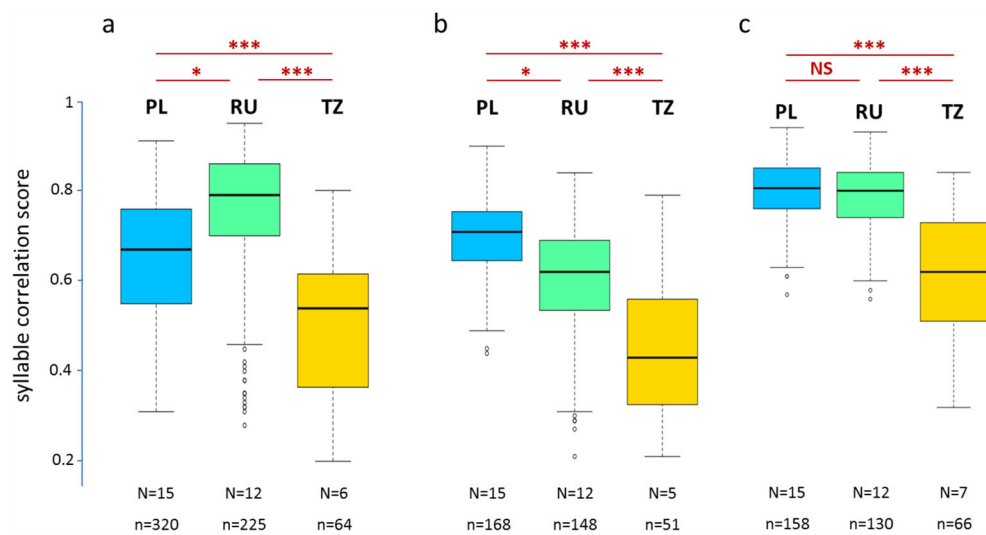 a b c
*** *** ***
* *** * *** NS ***
PL RU TZ PL RU TZ PL RU TZ
1
0.8
0.6
0.4
0.2
syllable correlation score
N=15 N=12 N=6 N=15 N=12 N=5 N=15 N=12 N=7
n=320 n=225 n=64 n=168 n=148 n=51 n=158 n=130 n=66